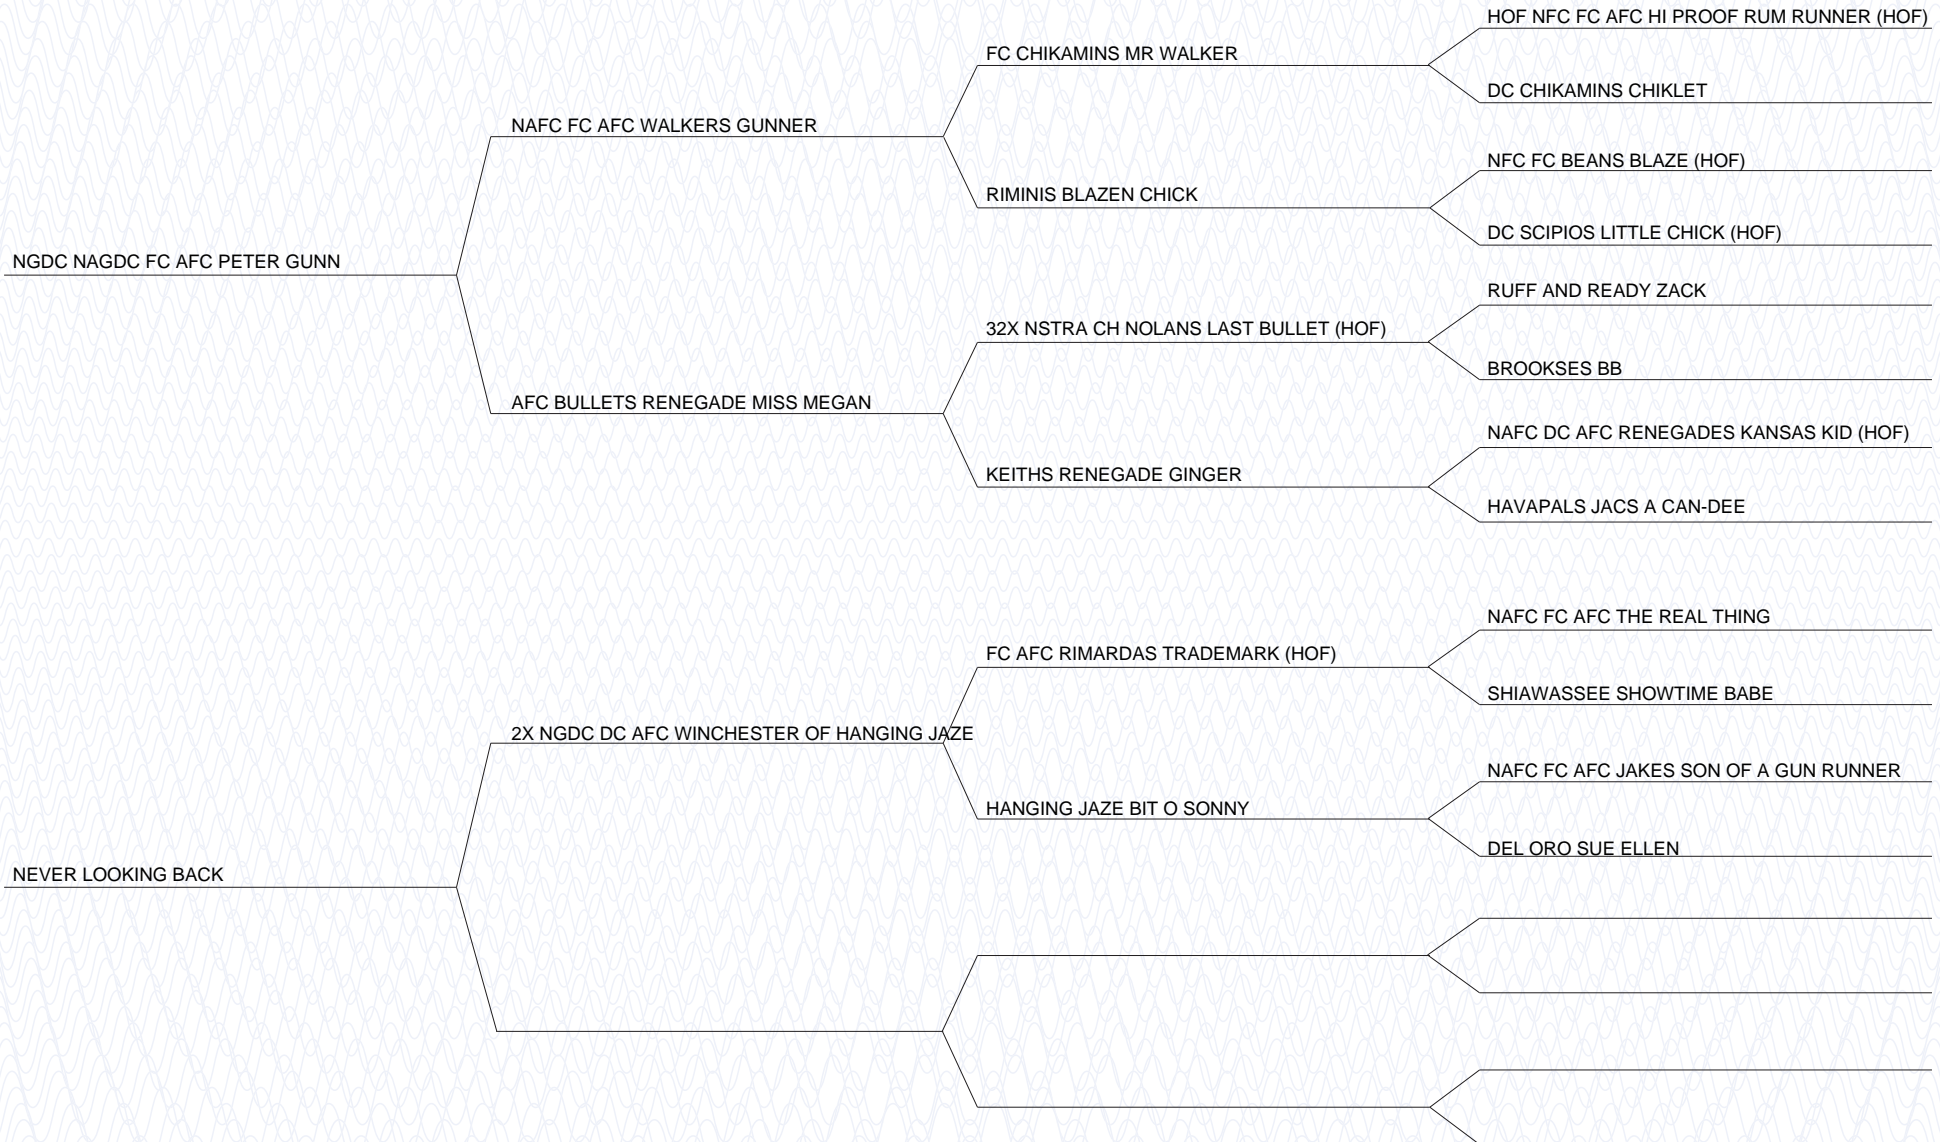 HOF NFC FC AFC HI PROOF RUM RUNNER (HOF)
FC CHIKAMINS MR WALKER
DC CHIKAMINS CHIKLET
NAFC FC AFC WALKERS GUNNER
NFC FC BEANS BLAZE (HOF)
RIMINIS BLAZEN CHICK
DC SCIPIOS LITTLE CHICK (HOF)
NGDC NAGDC FC AFC PETER GUNN
RUFF AND READY ZACK
32X NSTRA CH NOLANS LAST BULLET (HOF)
BROOKSES BB
AFC BULLETS RENEGADE MISS MEGAN
NAFC DC AFC RENEGADES KANSAS KID (HOF)
KEITHS RENEGADE GINGER
HAVAPALS JACS A CAN-DEE
NAFC FC AFC THE REAL THING
FC AFC RIMARDAS TRADEMARK (HOF)
SHIAWASSEE SHOWTIME BABE
2X NGDC DC AFC WINCHESTER OF HANGING JAZE
NAFC FC AFC JAKES SON OF A GUN RUNNER
HANGING JAZE BIT O SONNY
DEL ORO SUE ELLEN
NEVER LOOKING BACK